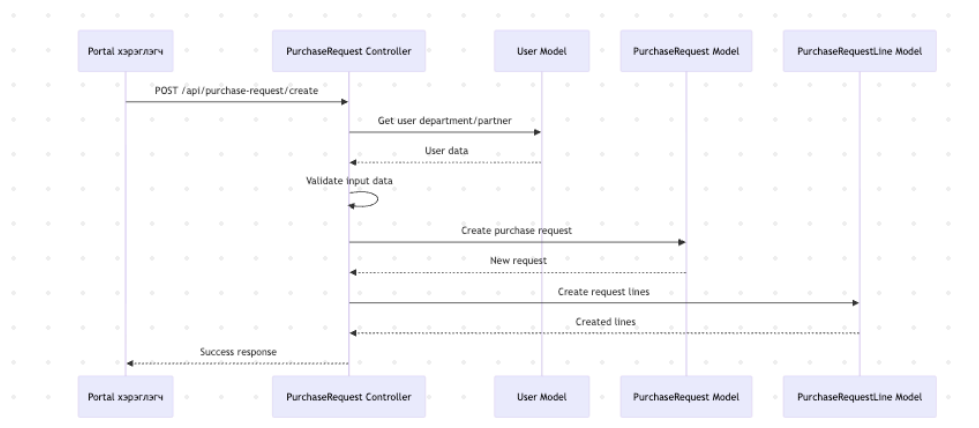 Portal хэрэглэгч
PurchaseRequest Controller
User Model
PurchaseRequest Model
PurchaseRequestLine Model
POST /api/purchase-request/create
Get user department/partner
User data
Validate input data
Create purchase request
New request
Create request lines
Created lines
Success response
Portal хэрэглэгч
PurchaseRequest Controller
User Model
PurchaseRequest Model
PurchaseRequestLine Model